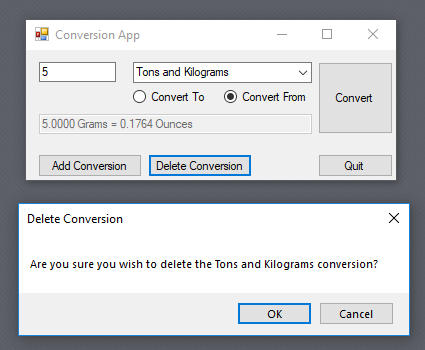 Conversion App
5
Tons and Kilograms
Convert To
Convert From
Convert
5.0000 Grams = 0.1764 Ounces
Add Conversion
Delete Conversion
Quit
Delete Conversion
Are you sure you wish to delete the Tons and Kilograms conversion?
OK
Cancel